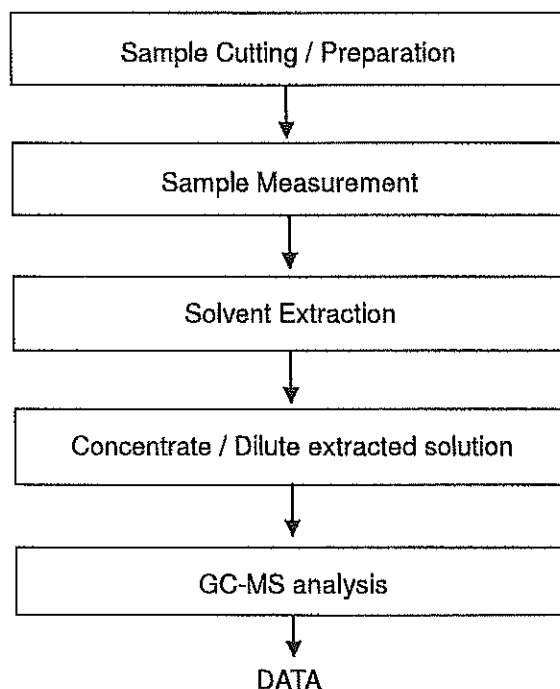 Sample Cutting / Preparation
Sample Measurement
Solvent Extraction
Concentrate / Dilute extracted solution
GC-MS analysis
DATA